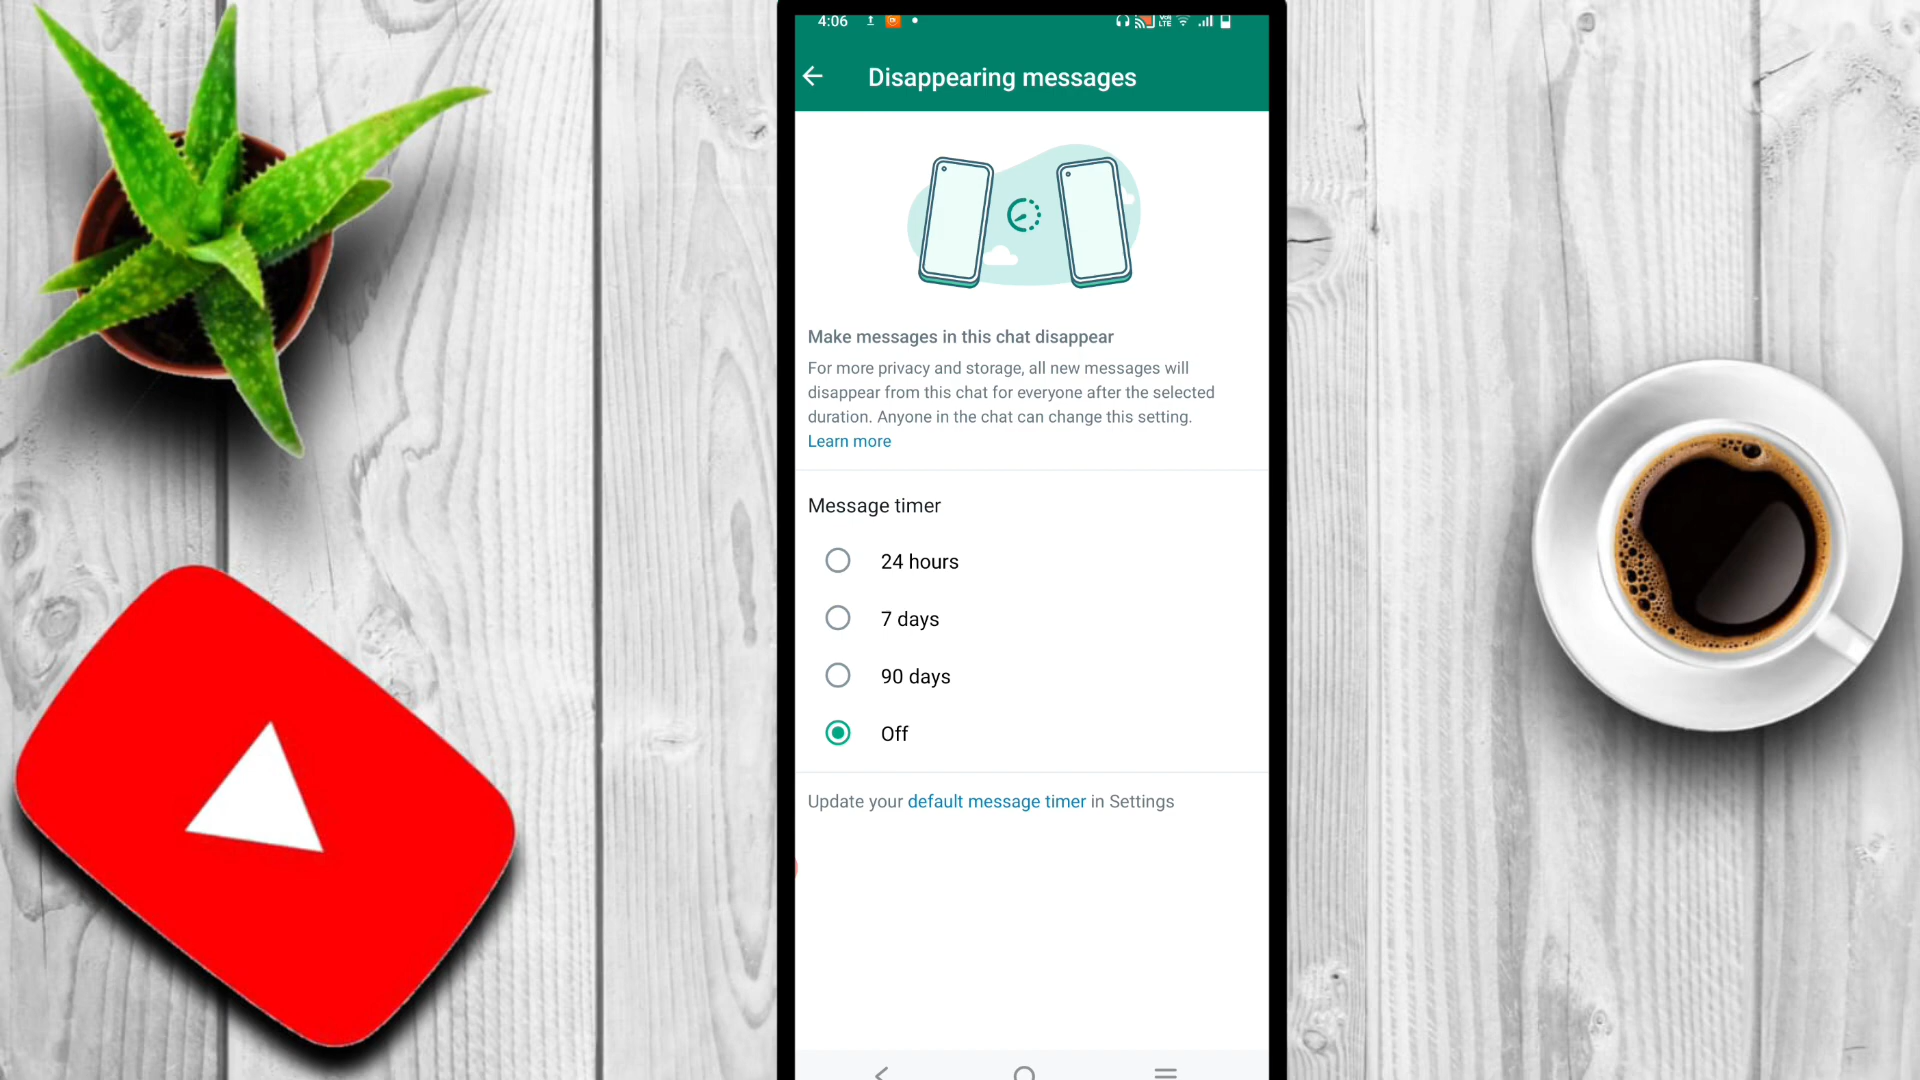 4:06
Disappearing messages
Make messages in this chat disappear
For more privacy and storage, all new messages will
disappear from this chat for everyone after the selected
duration. Anyone in the chat can change this setting.
Learn more
Message timer
24 hours
7 days
90 days
Off
Update your default message timer in Settings